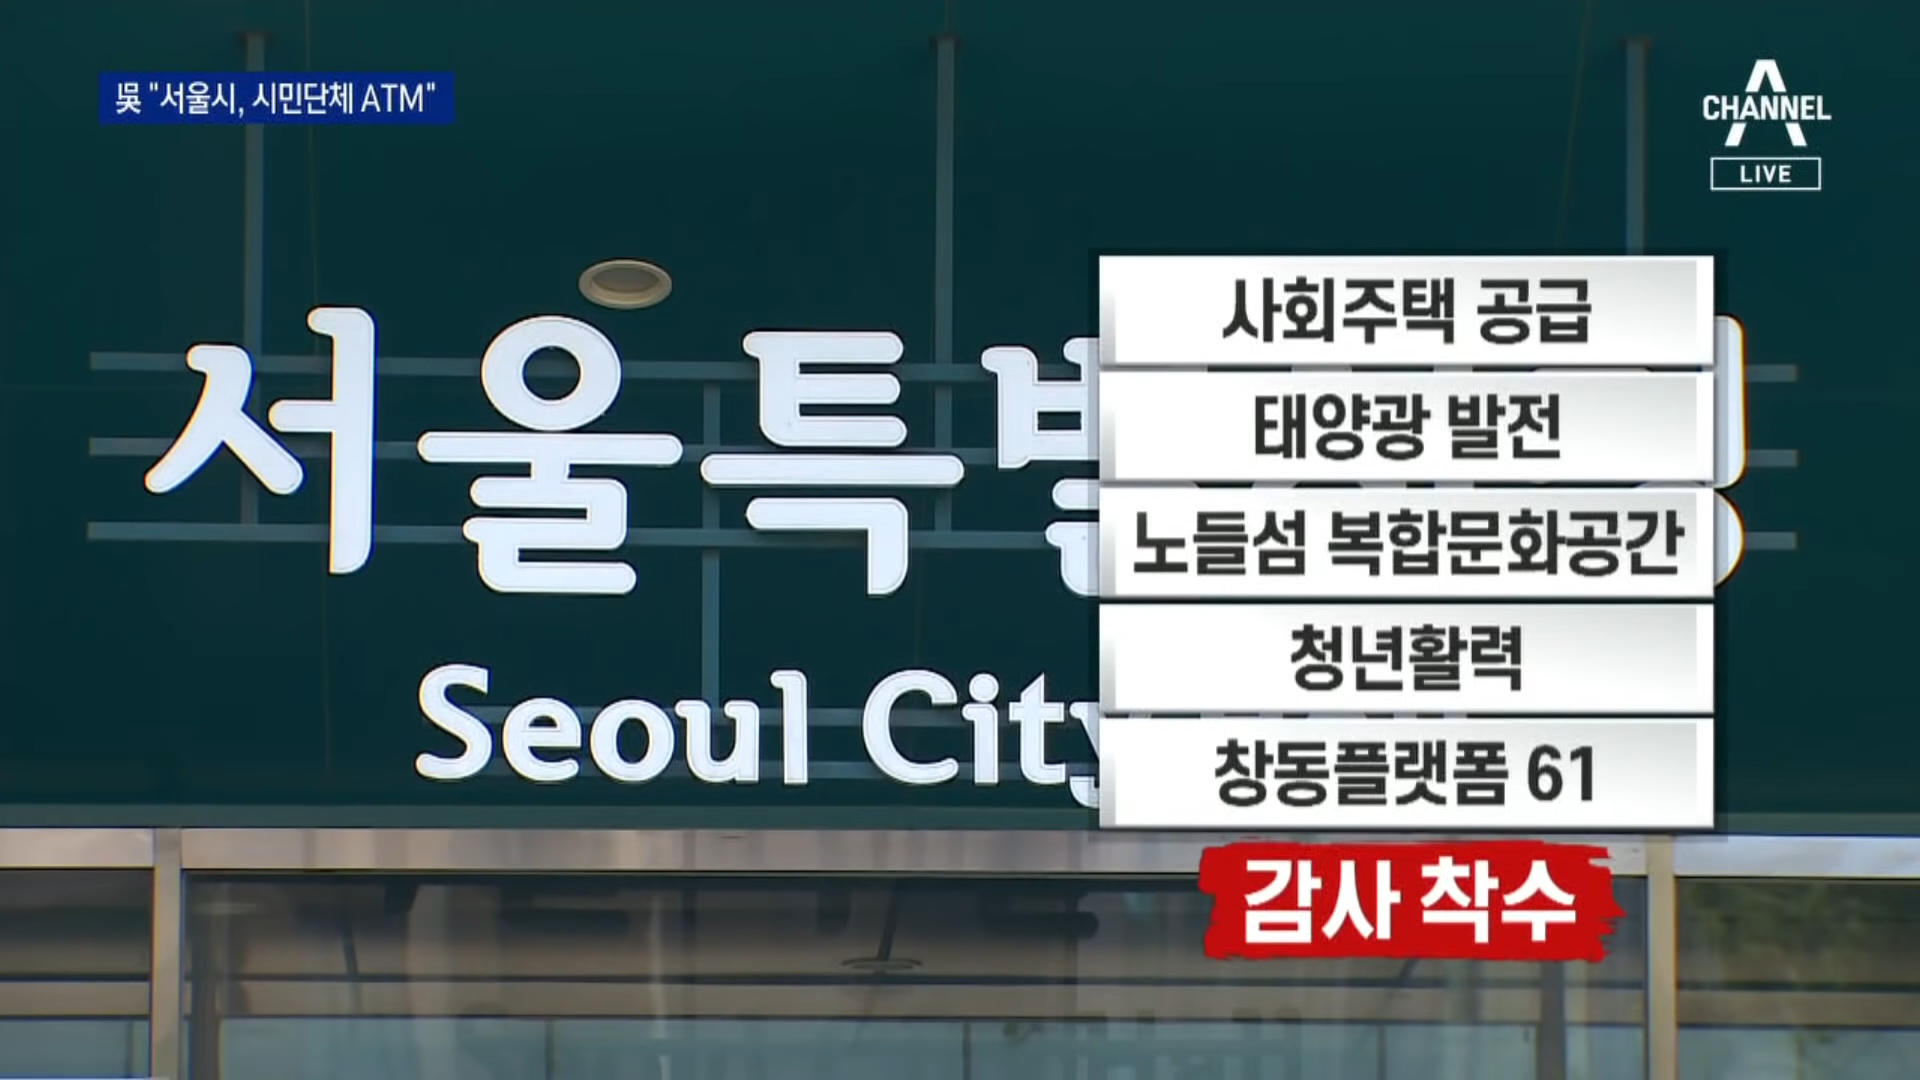 吳 "서울시, 시민단체 ATM"
CHANNEL A
LIVE
서울특별
Seoul City
사회주택 공급
태양광 발전
노들섬 복합문화공간
청년활력
창동플랫폼 61
감사 착수